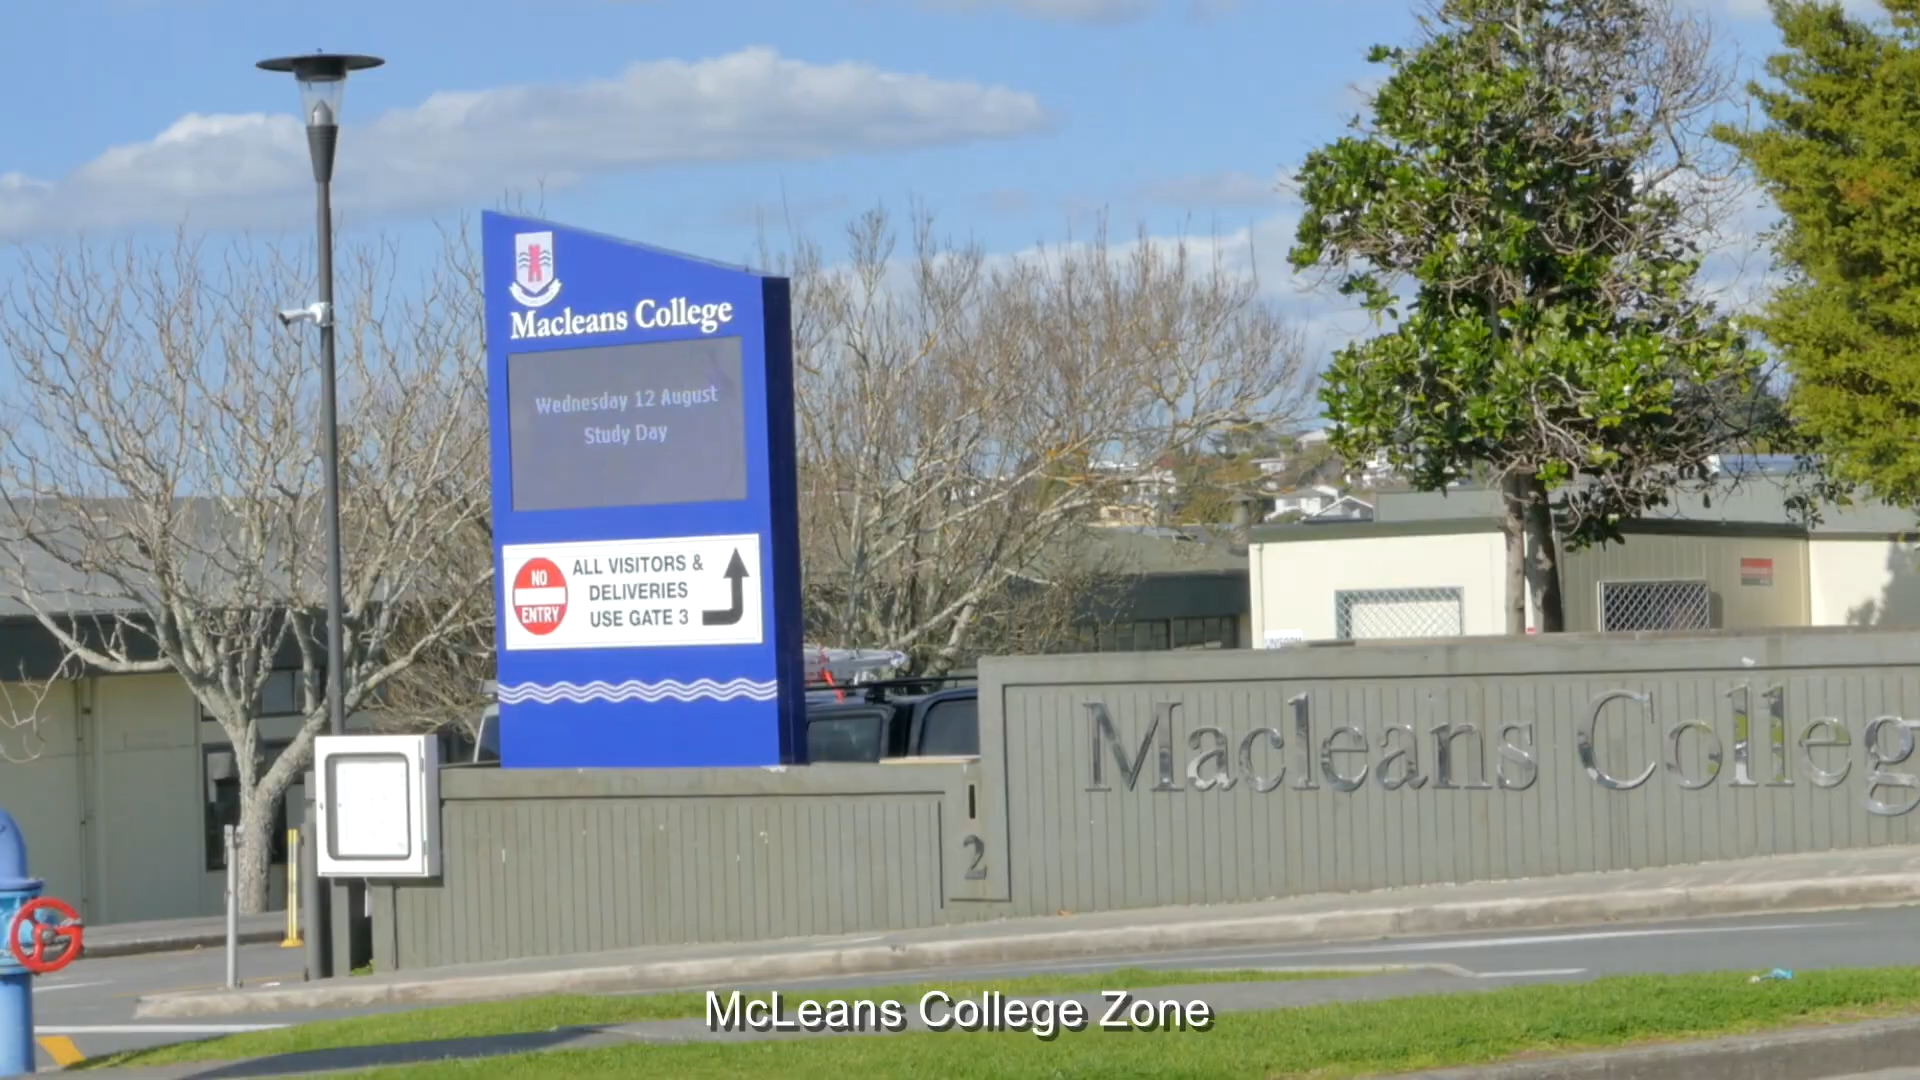 Macleans College
Wednesday 12 August
Study Day
NO
ENTRY
ALL VISITORS &
DELIVERIES
USE GATE 3
Macleans Colleg
2
McLeans College Zone